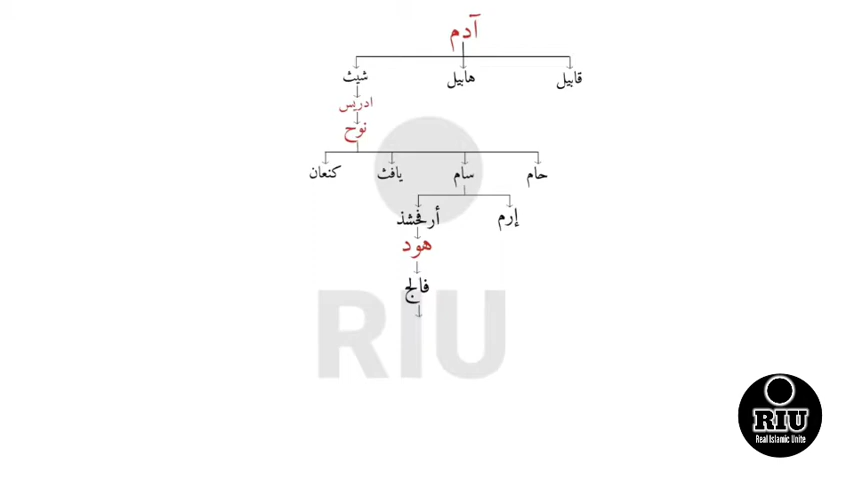 آدم
قابيل هابيل شيث
ادريس
نوح
حام سام يافث كنعان
إرم أرفخشذ
هود
فالج
RIU
RIU
Real Islamic Unite